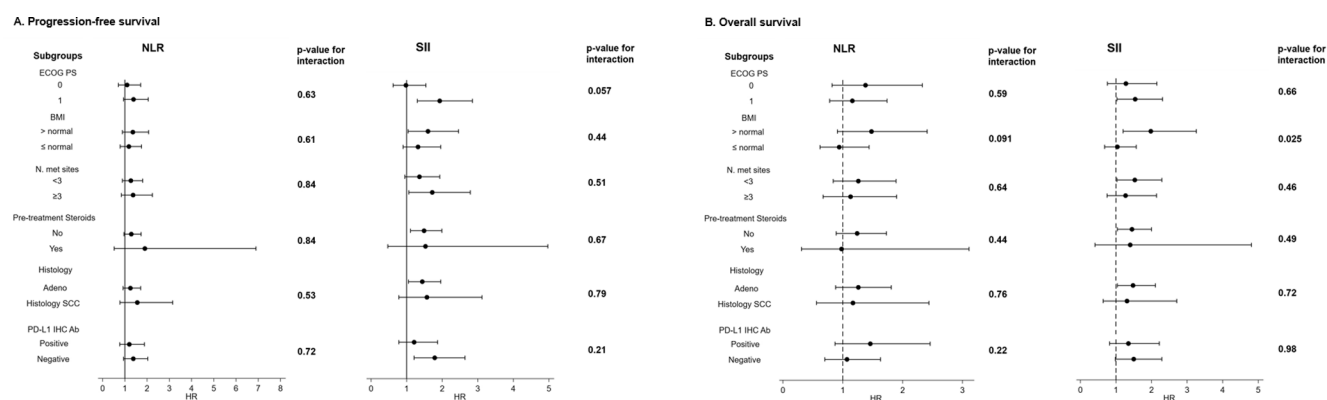 A. Progression-free survival
Subgroups NLR p-value for interaction SII p-value for interaction
ECOG PS
0
1
0.63 0.057
BMI
> normal
≤ normal
0.61 0.44
N. met sites
<3
≥3
0.84 0.51
Pre-treatment Steroids
No
Yes
0.84 0.67
Histology
Adeno
Histology SCC
0.53 0.79
PD-L1 IHC Ab
Positive
Negative
0.72 0.21
0 1 2 3 4 5 6 7 8 0 1 2 3 4 5
HR HR
B. Overall survival
Subgroups NLR p-value for interaction SII p-value for interaction
ECOG PS
0
1
0.59 0.66
BMI
> normal
≤ normal
0.091 0.025
N. met sites
<3
≥3
0.64 0.46
Pre-treatment Steroids
No
Yes
0.44 0.49
Histology
Adeno
Histology SCC
0.76 0.72
PD-L1 IHC Ab
Positive
Negative
0.22 0.98
0 1 2 3 0 1 2 3 4 5
HR HR